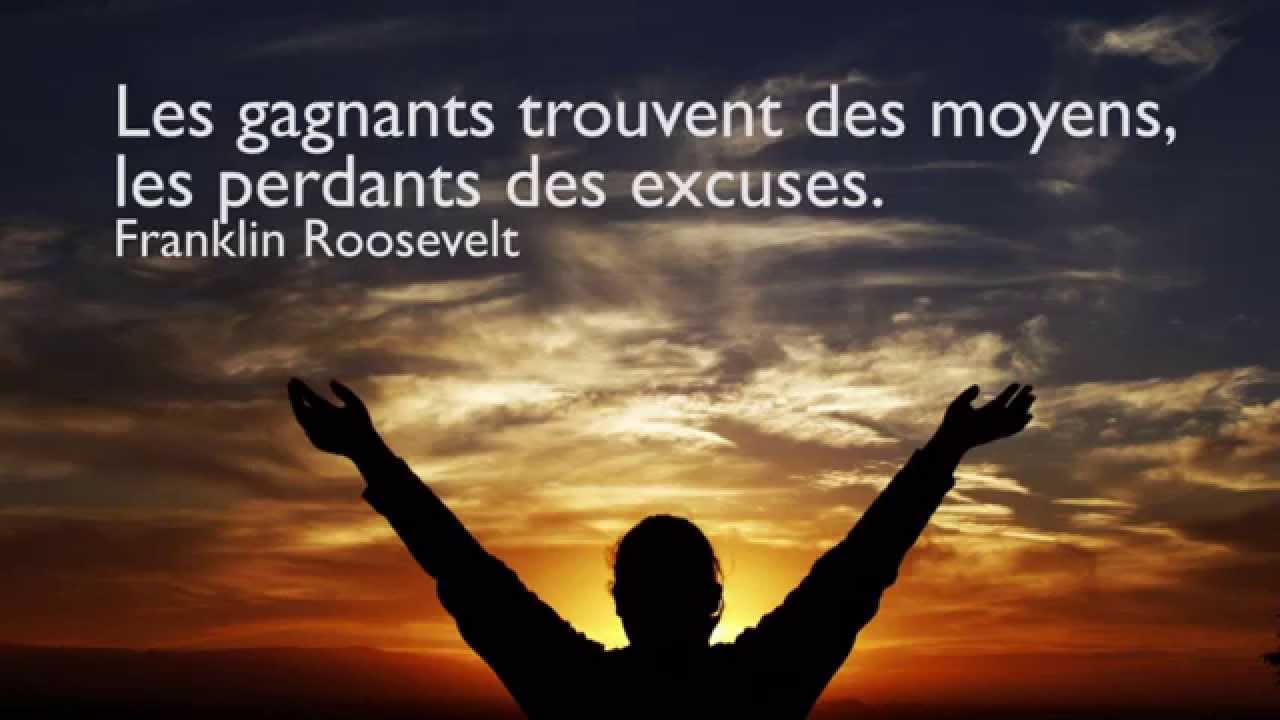 Les gagnants trouvent des moyens,
les perdants des excuses.
Franklin Roosevelt